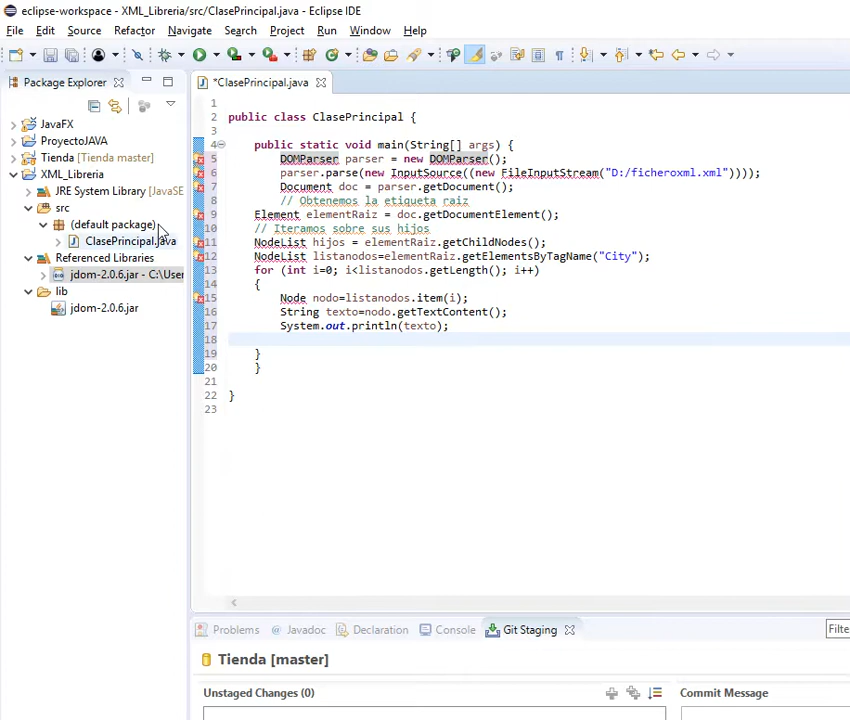 eclipse-workspace - XML_Libreria/src/ClasePrincipal.java - Eclipse IDE
File Edit Source Refactor Navigate Search Project Run Window Help
Package Explorer
*ClasePrincipal.java
JavaFX
ProyectoJAVA
Tienda [Tienda master]
XML_Libreria
JRE System Library [JavaSE
src
(default package)
ClasePrincipal.java
Referenced Libraries
jdom-2.0.6.jar - C:\User
lib
jdom-2.0.6.jar
1
2 public class ClasePrincipal {
3
4 public static void main(String[] args) {
5 DOMParser parser = new DOMParser();
6 parser.parse(new InputSource((new FileInputStream("D:/ficheroxml.xml"))));
7 Document doc = parser.getDocument();
8 // Obtenemos la etiqueta raiz
9 Element elementRaiz = doc.getDocumentElement();
10 // Iteramos sobre sus hijos
11 NodeList hijos = elementRaiz.getChildNodes();
12 NodeList listanodos=elementRaiz.getElementsByTagName("City");
13 for (int i=0; i<listanodos.getLength(); i++)
14 {
15 Node nodo=listanodos.item(i);
16 String texto=nodo.getTextContent();
17 System.out.println(texto);
18
19 }
20 }
21
22 }
23
Problems @ Javadoc Declaration Console Git Staging
Filte
Tienda [master]
Unstaged Changes (0)
Commit Message